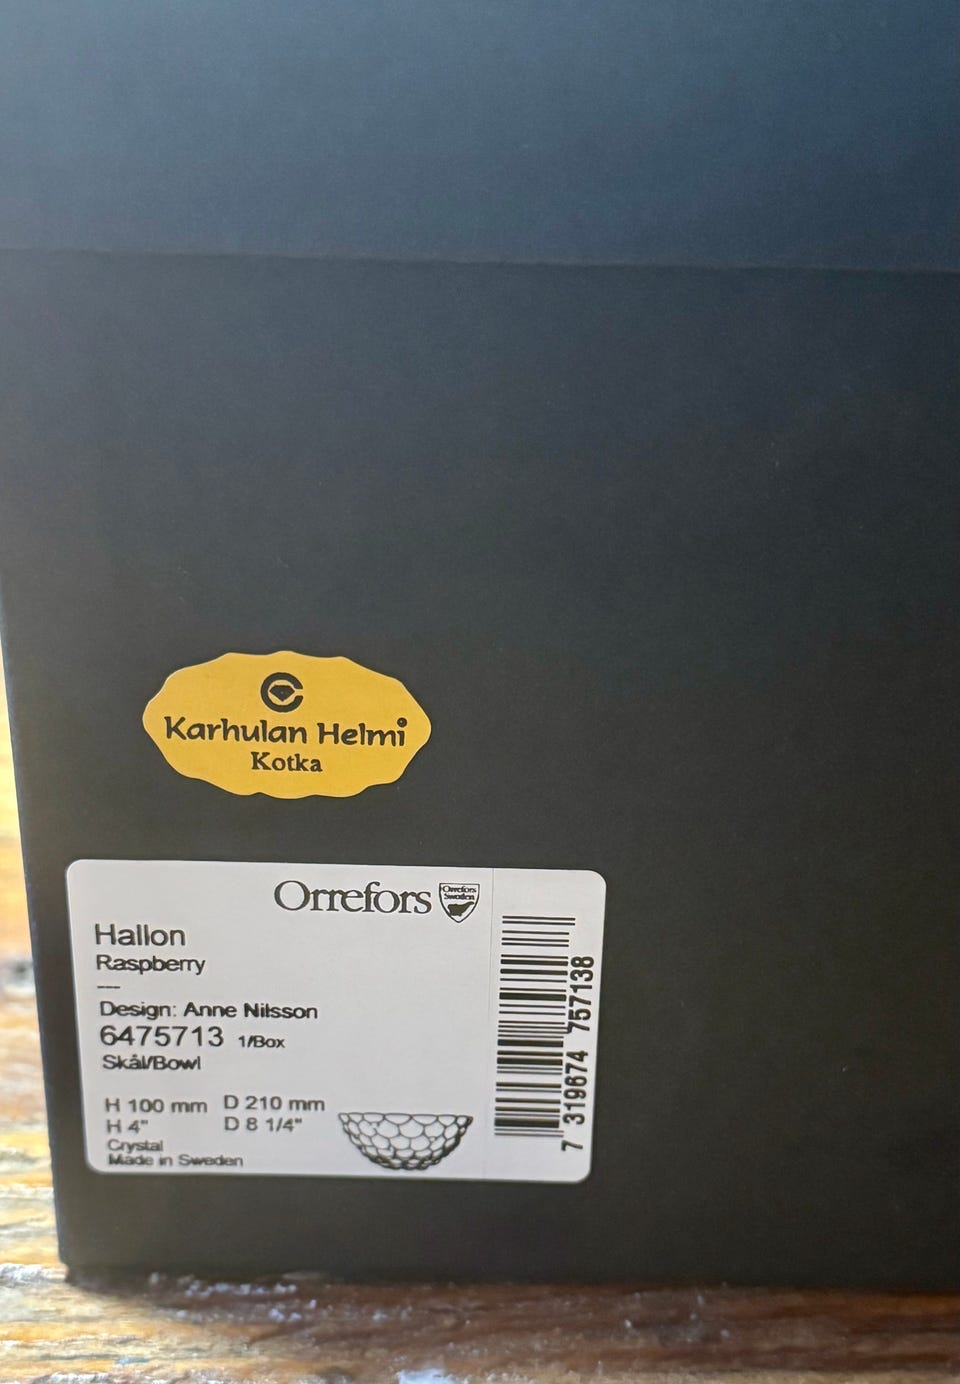 Karhulan Helmi
Kotka
Orrefors
Orrefors
Sweden
Hallon
Raspberry
Design: Anne Nilsson
6475713 1/Box
Skål/Bowl
H 100 mm D 210 mm
H 4" D 8 1/4"
Crystal
Made in Sweden
7 319674 757138